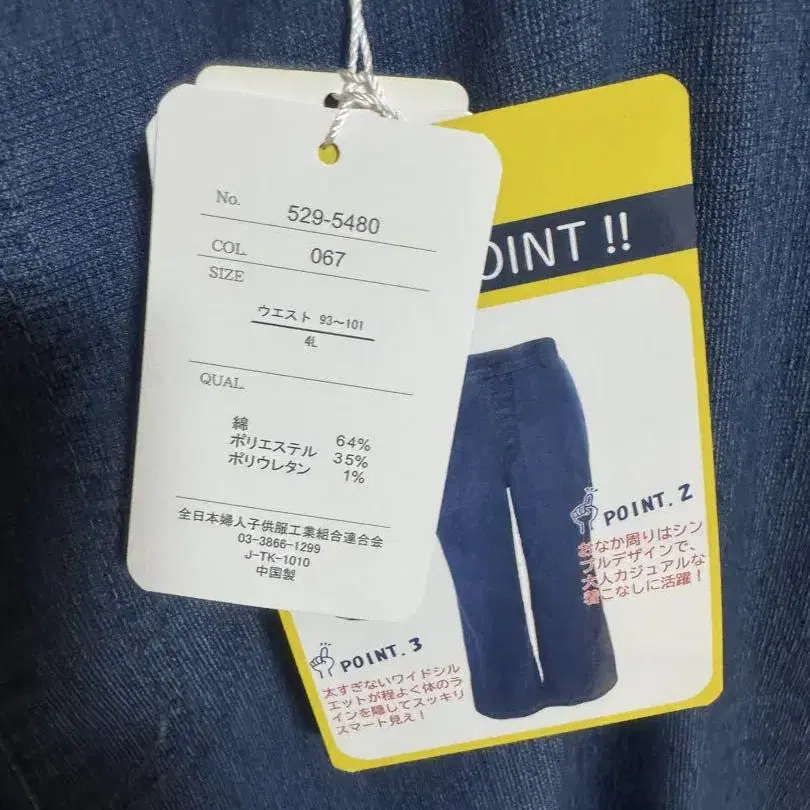 No. 529-5480
COL. 067
SIZE
ウエスト 93〜101
4L
QUAL.
綿 64%
ポリエステル 35%
ポリウレタン 1%
全日本婦人子供服工業組合連合会
03-3866-1299
J-TK-1010
中国製
OINT !!
POINT. 2
おなか周りはシン
プルデザインで、
大人カジュアルな
着こなしに活躍！
POINT. 3
太すぎないワイドシル
エットが程よく体のラ
インを隠してスッキリ
スマート見え！